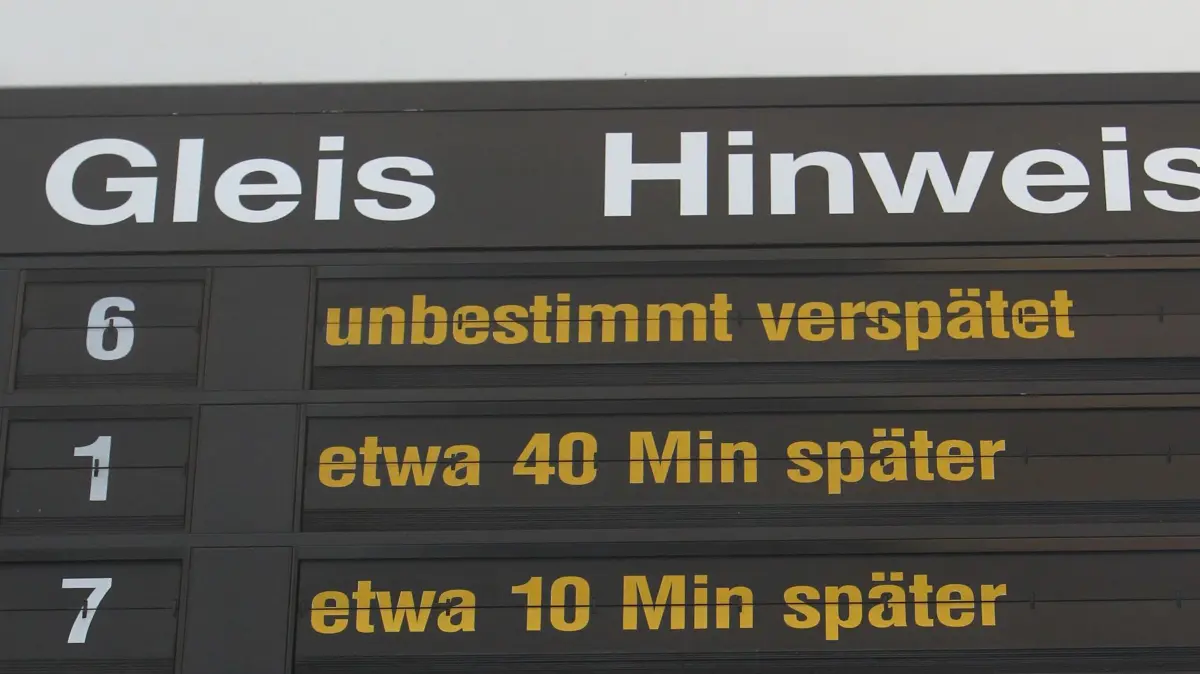 Gleis Hinweis
6 unbestimmt verspätet
1 etwa 40 Min später
7 etwa 10 Min später